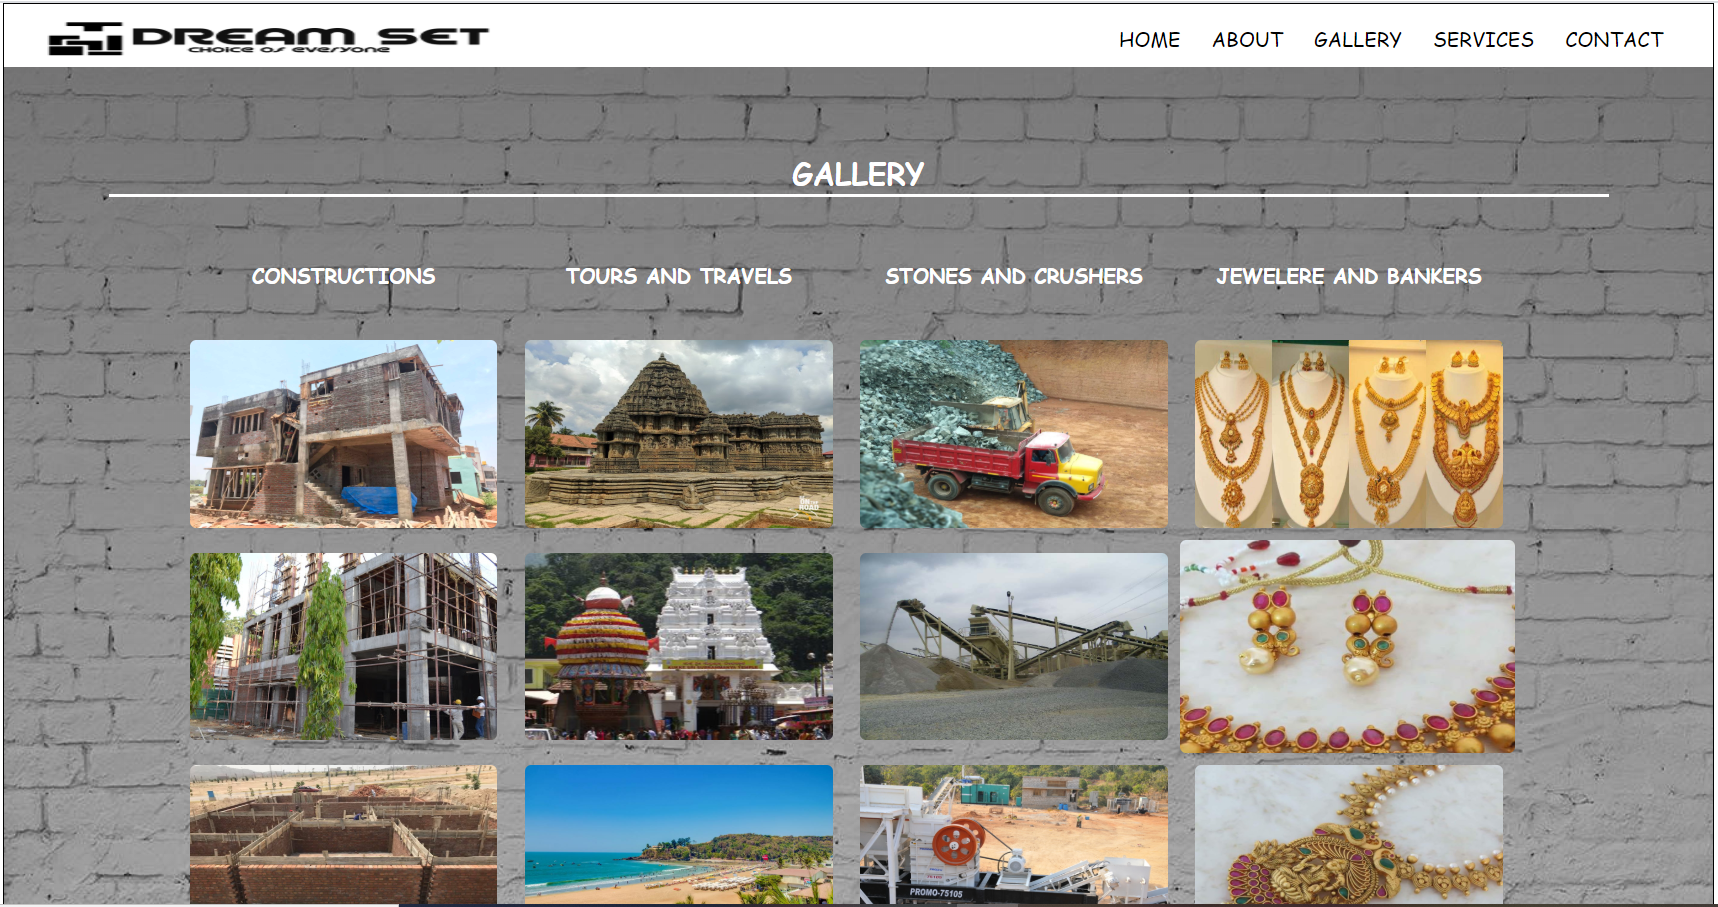 DREAM SET
CHOICE OF EVERYONE
HOME ABOUT GALLERY SERVICES CONTACT
GALLERY
CONSTRUCTIONS TOURS AND TRAVELS STONES AND CRUSHERS JEWELERE AND BANKERS
ROAD
PROMO-75105